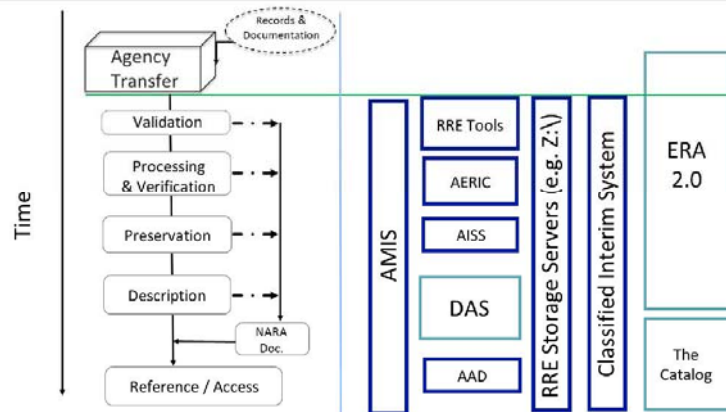 Records &
Documentation
Agency
Transfer
Validation
Processing
& Verification
Preservation
Description
NARA
Doc.
Reference / Access
Time
AMIS
RRE Tools
AERIC
AISS
DAS
AAD
RRE Storage Servers (e.g. Z:\)
Classified Interim System
ERA
2.0
The
Catalog